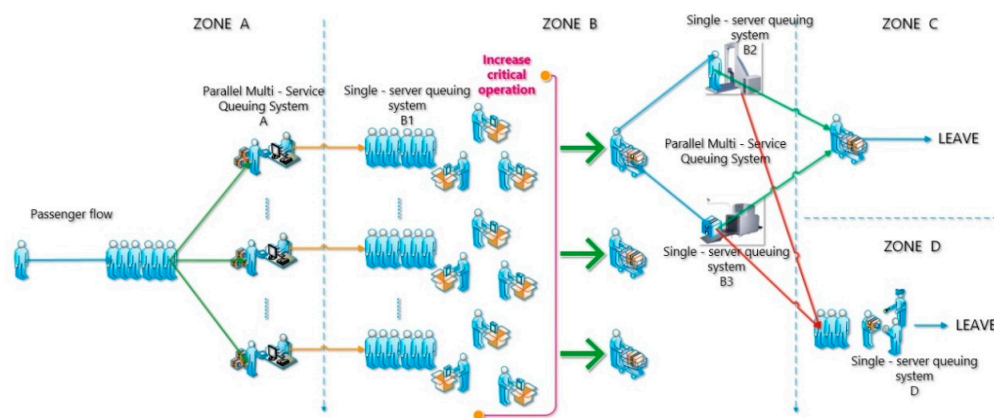 ZONE A
ZONE B
ZONE C
Parallel Multi - Service
Queuing System
A
Single - server queuing
system
B1
Increase
critical
operation
Single - server queuing
system
B2
Parallel Multi - Service
Queuing System
LEAVE
Passenger flow
Single - server queuing
system
B3
ZONE D
LEAVE
Single - server queuing
system
D